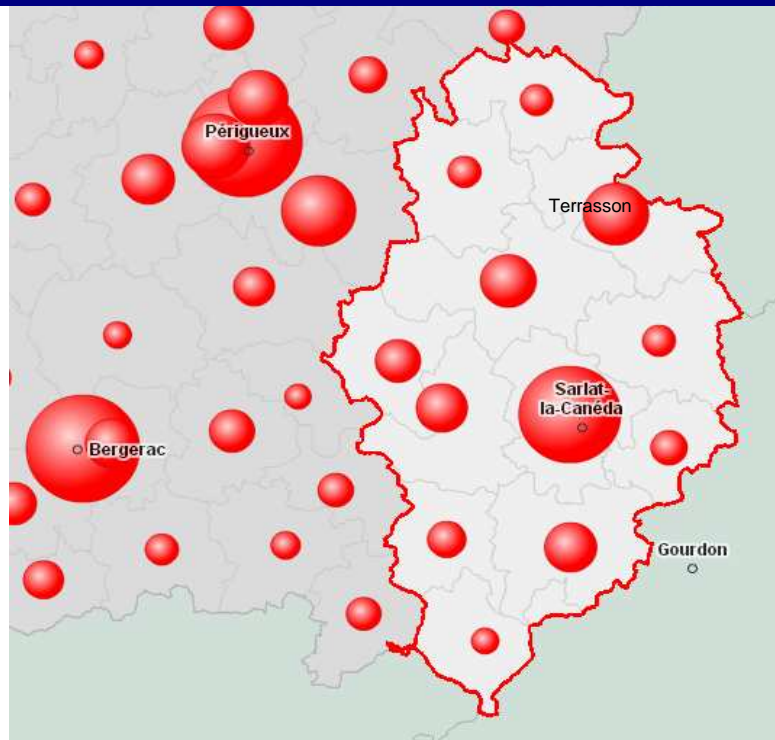 Périgueux
Terrasson
Sarlat-
la-Canéda
Bergerac
Gourdon